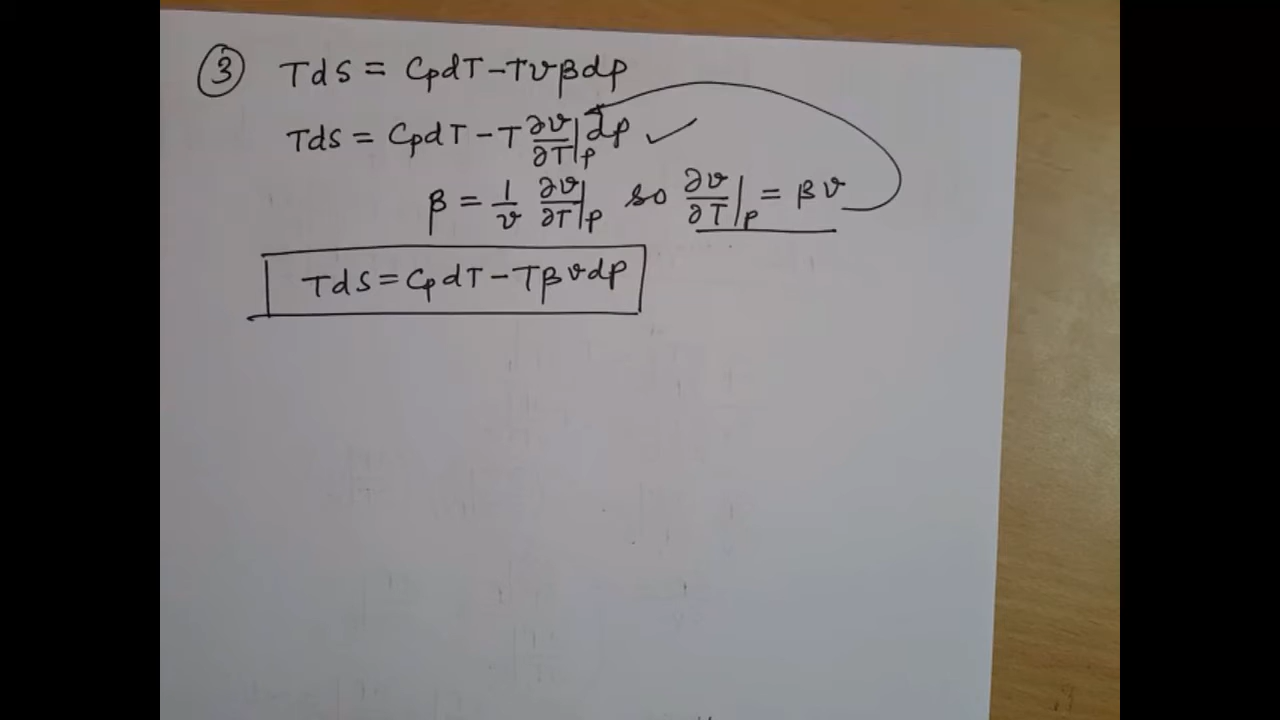 ③ TdS = CpdT - Tvβdp
TdS = CpdT - T ∂v/∂T|p dp ✓
β = 1/v ∂v/∂T|p so ∂v/∂T|p = βv
TdS = CpdT - Tβvdp